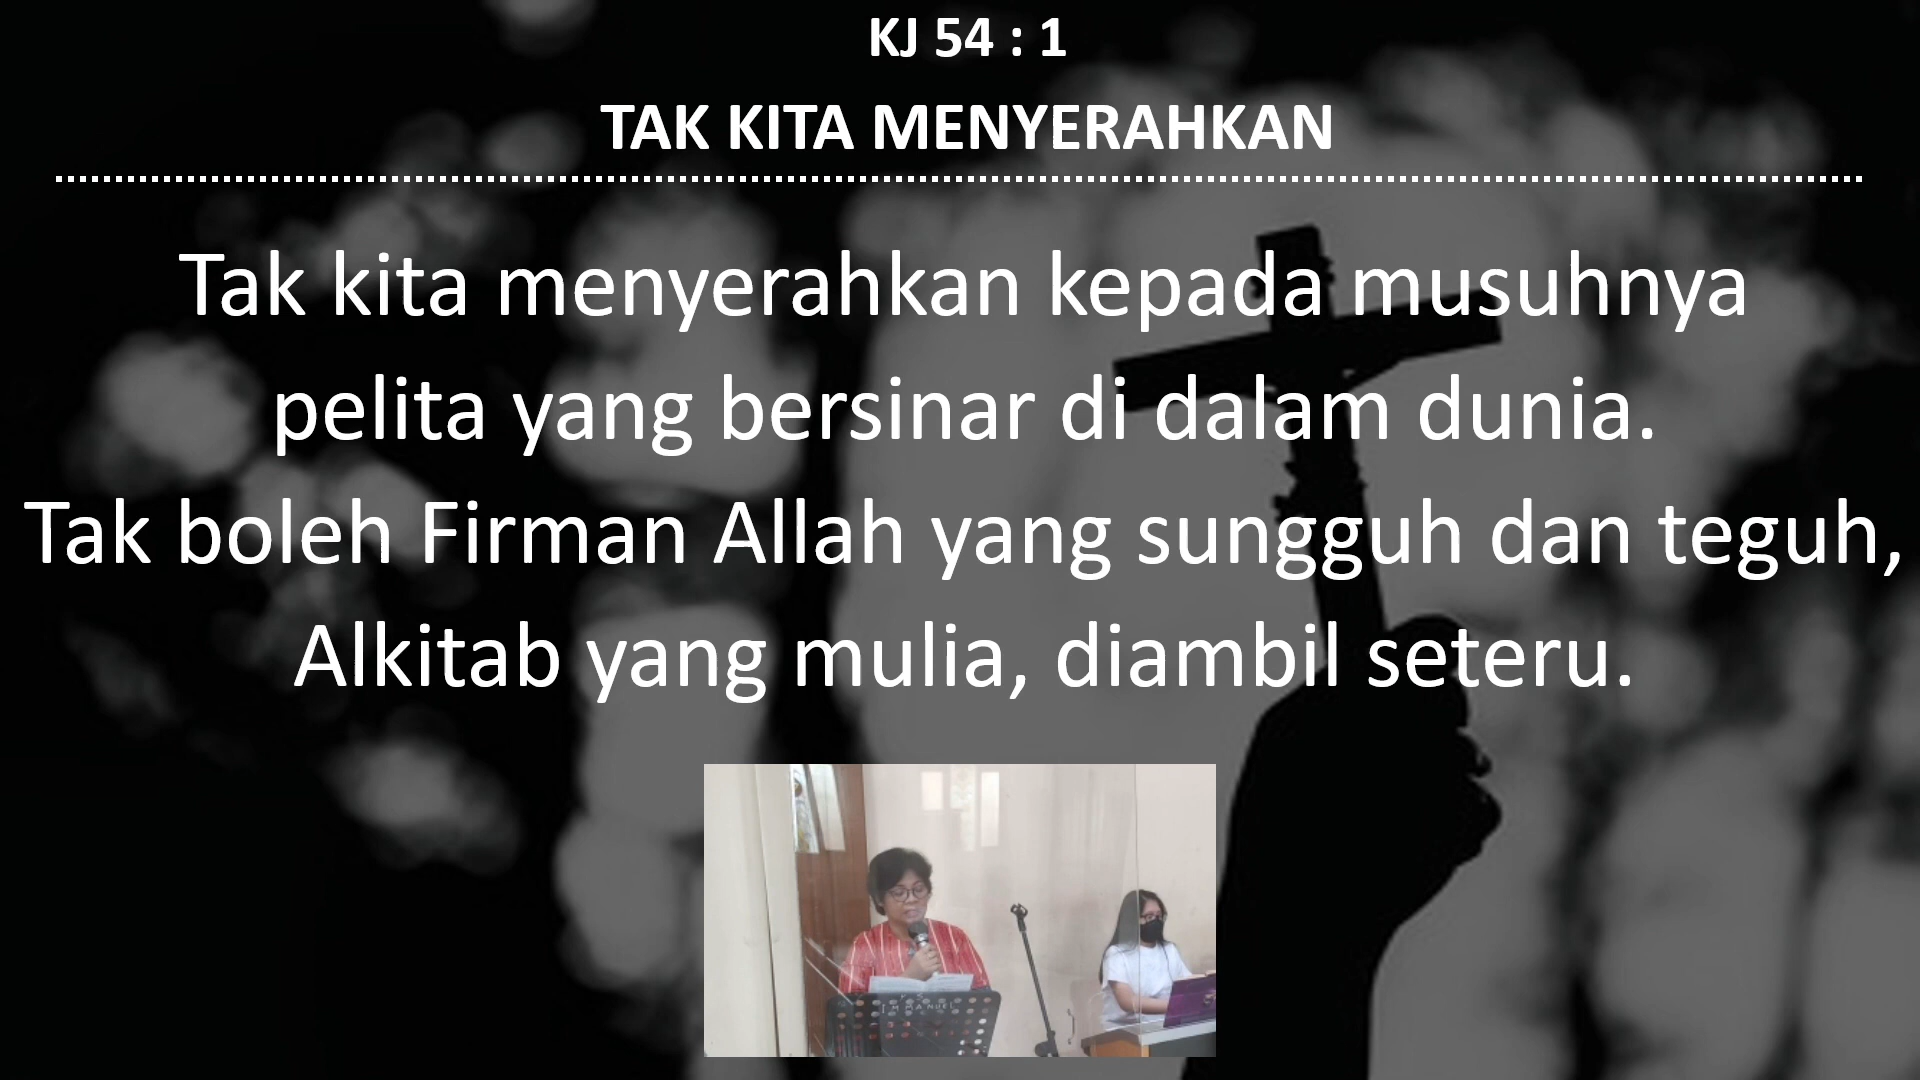 KJ 54 : 1
TAK KITA MENYERAHKAN
Tak kita menyerahkan kepada musuhnya
pelita yang bersinar di dalam dunia.
Tak boleh Firman Allah yang sungguh dan teguh,
Alkitab yang mulia, diambil seteru.
IMMANUEL